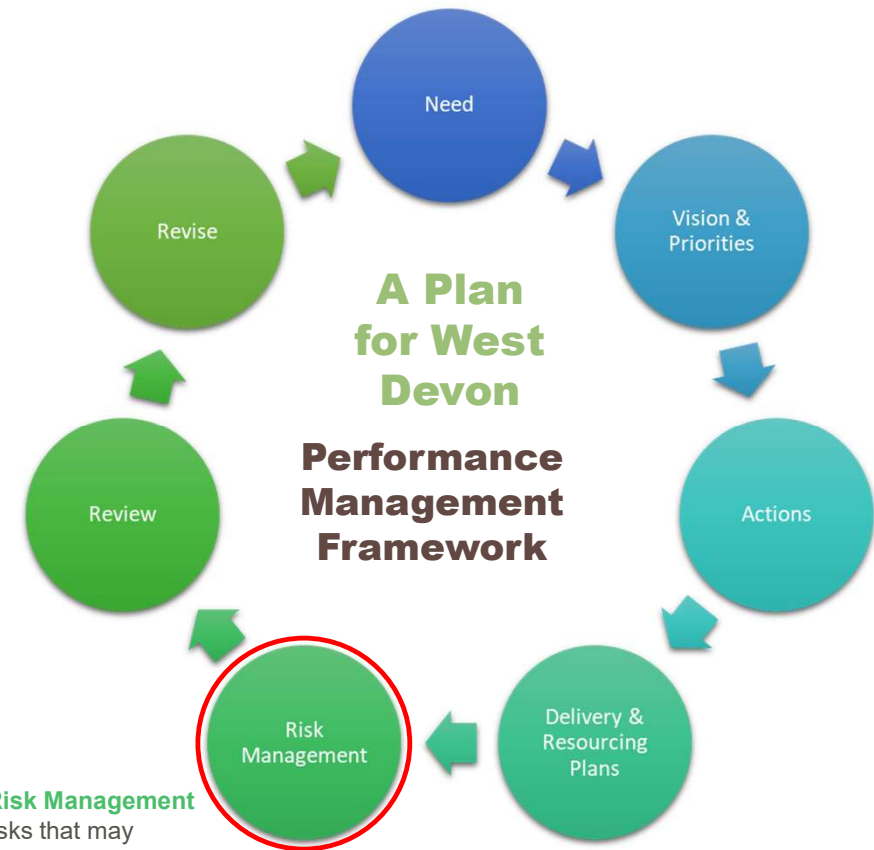 Need
Vision &
Priorities
Revise
A Plan
for West
Devon
Performance
Management
Framework
Review
Actions
Risk
Management
Delivery &
Resourcing
Plans
Risk Management
sks that may